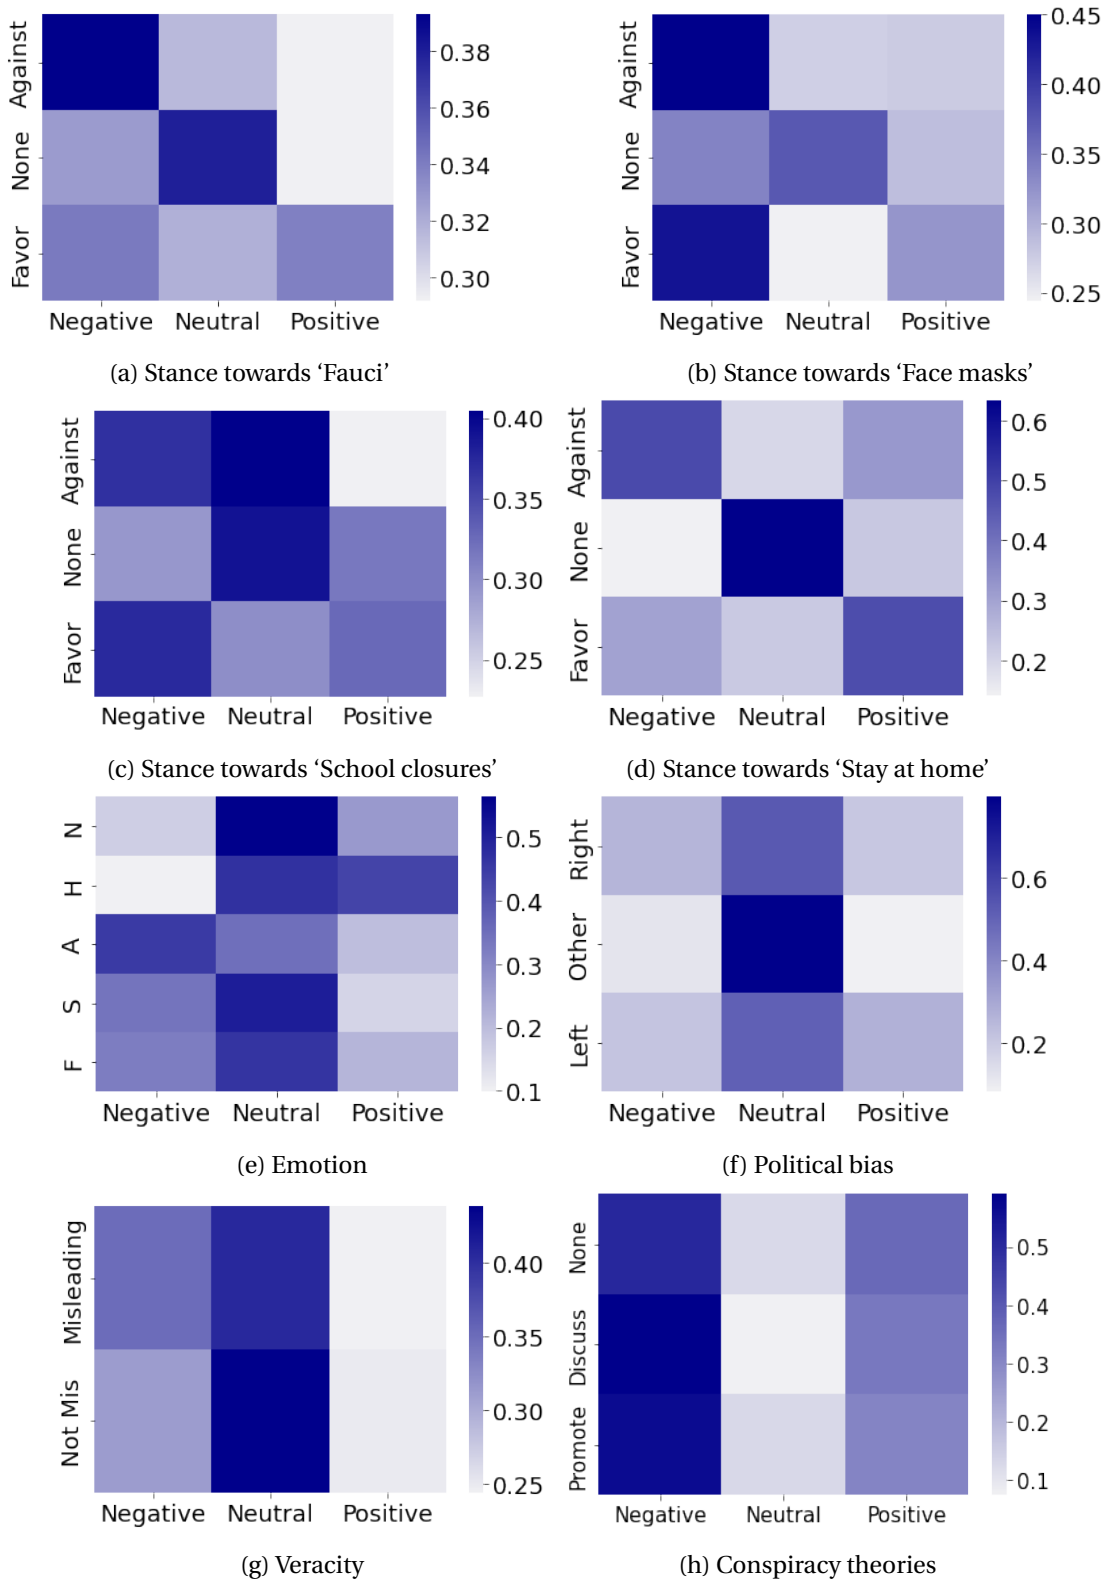 Against
None
Favor
0.38
0.36
0.34
0.32
0.30
Negative Neutral Positive
(a) Stance towards ‘Fauci’
Against
None
Favor
0.45
0.40
0.35
0.30
0.25
Negative Neutral Positive
(b) Stance towards ‘Face masks’
Against
None
Favor
0.40
0.35
0.30
0.25
Negative Neutral Positive
(c) Stance towards ‘School closures’
Against
None
Favor
0.6
0.5
0.4
0.3
0.2
Negative Neutral Positive
(d) Stance towards ‘Stay at home’
N
H
A
S
F
0.5
0.4
0.3
0.2
0.1
Negative Neutral Positive
(e) Emotion
Right
Other
Left
0.6
0.4
0.2
Negative Neutral Positive
(f) Political bias
Misleading
Not Mis
0.40
0.35
0.30
0.25
Negative Neutral Positive
(g) Veracity
None
Discuss
Promote
0.5
0.4
0.3
0.2
0.1
Negative Neutral Positive
(h) Conspiracy theories